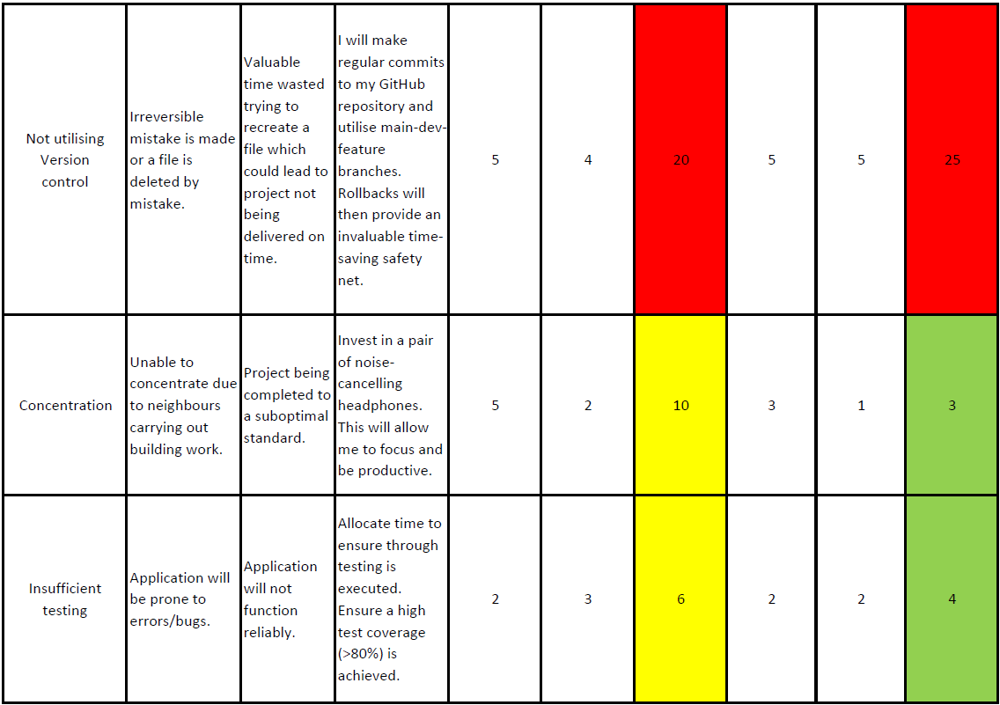 Not utilising
Version
control
Irreversible
mistake is made
or a file is
deleted by
mistake.
Valuable
time wasted
trying to
recreate a
file which
could lead to
project not
being
delivered on
time.
I will make
regular commits
to my GitHub
repository and
utilise main-dev-
feature
branches.
Rollbacks will
then provide an
invaluable time-
saving safety
net.
5
4
20
5
5
25
Concentration
Unable to
concentrate due
to neighbours
carrying out
building work.
Project being
completed to
a suboptimal
standard.
Invest in a pair
of noise-
cancelling
headphones.
This will allow
me to focus and
be productive.
5
2
10
3
1
3
Insufficient
testing
Application will
be prone to
errors/bugs.
Application
will not
function
reliably.
Allocate time to
ensure through
testing is
executed.
Ensure a high
test coverage
(>80%) is
achieved.
2
3
6
2
2
4